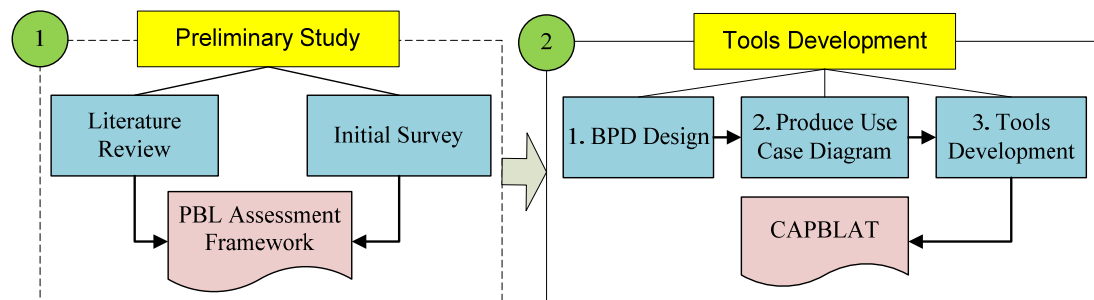 1
Preliminary Study
Literature
Review
Initial Survey
PBL Assessment
Framework
2
Tools Development
1. BPD Design
2. Produce Use
Case Diagram
3. Tools
Development
CAPBLAT